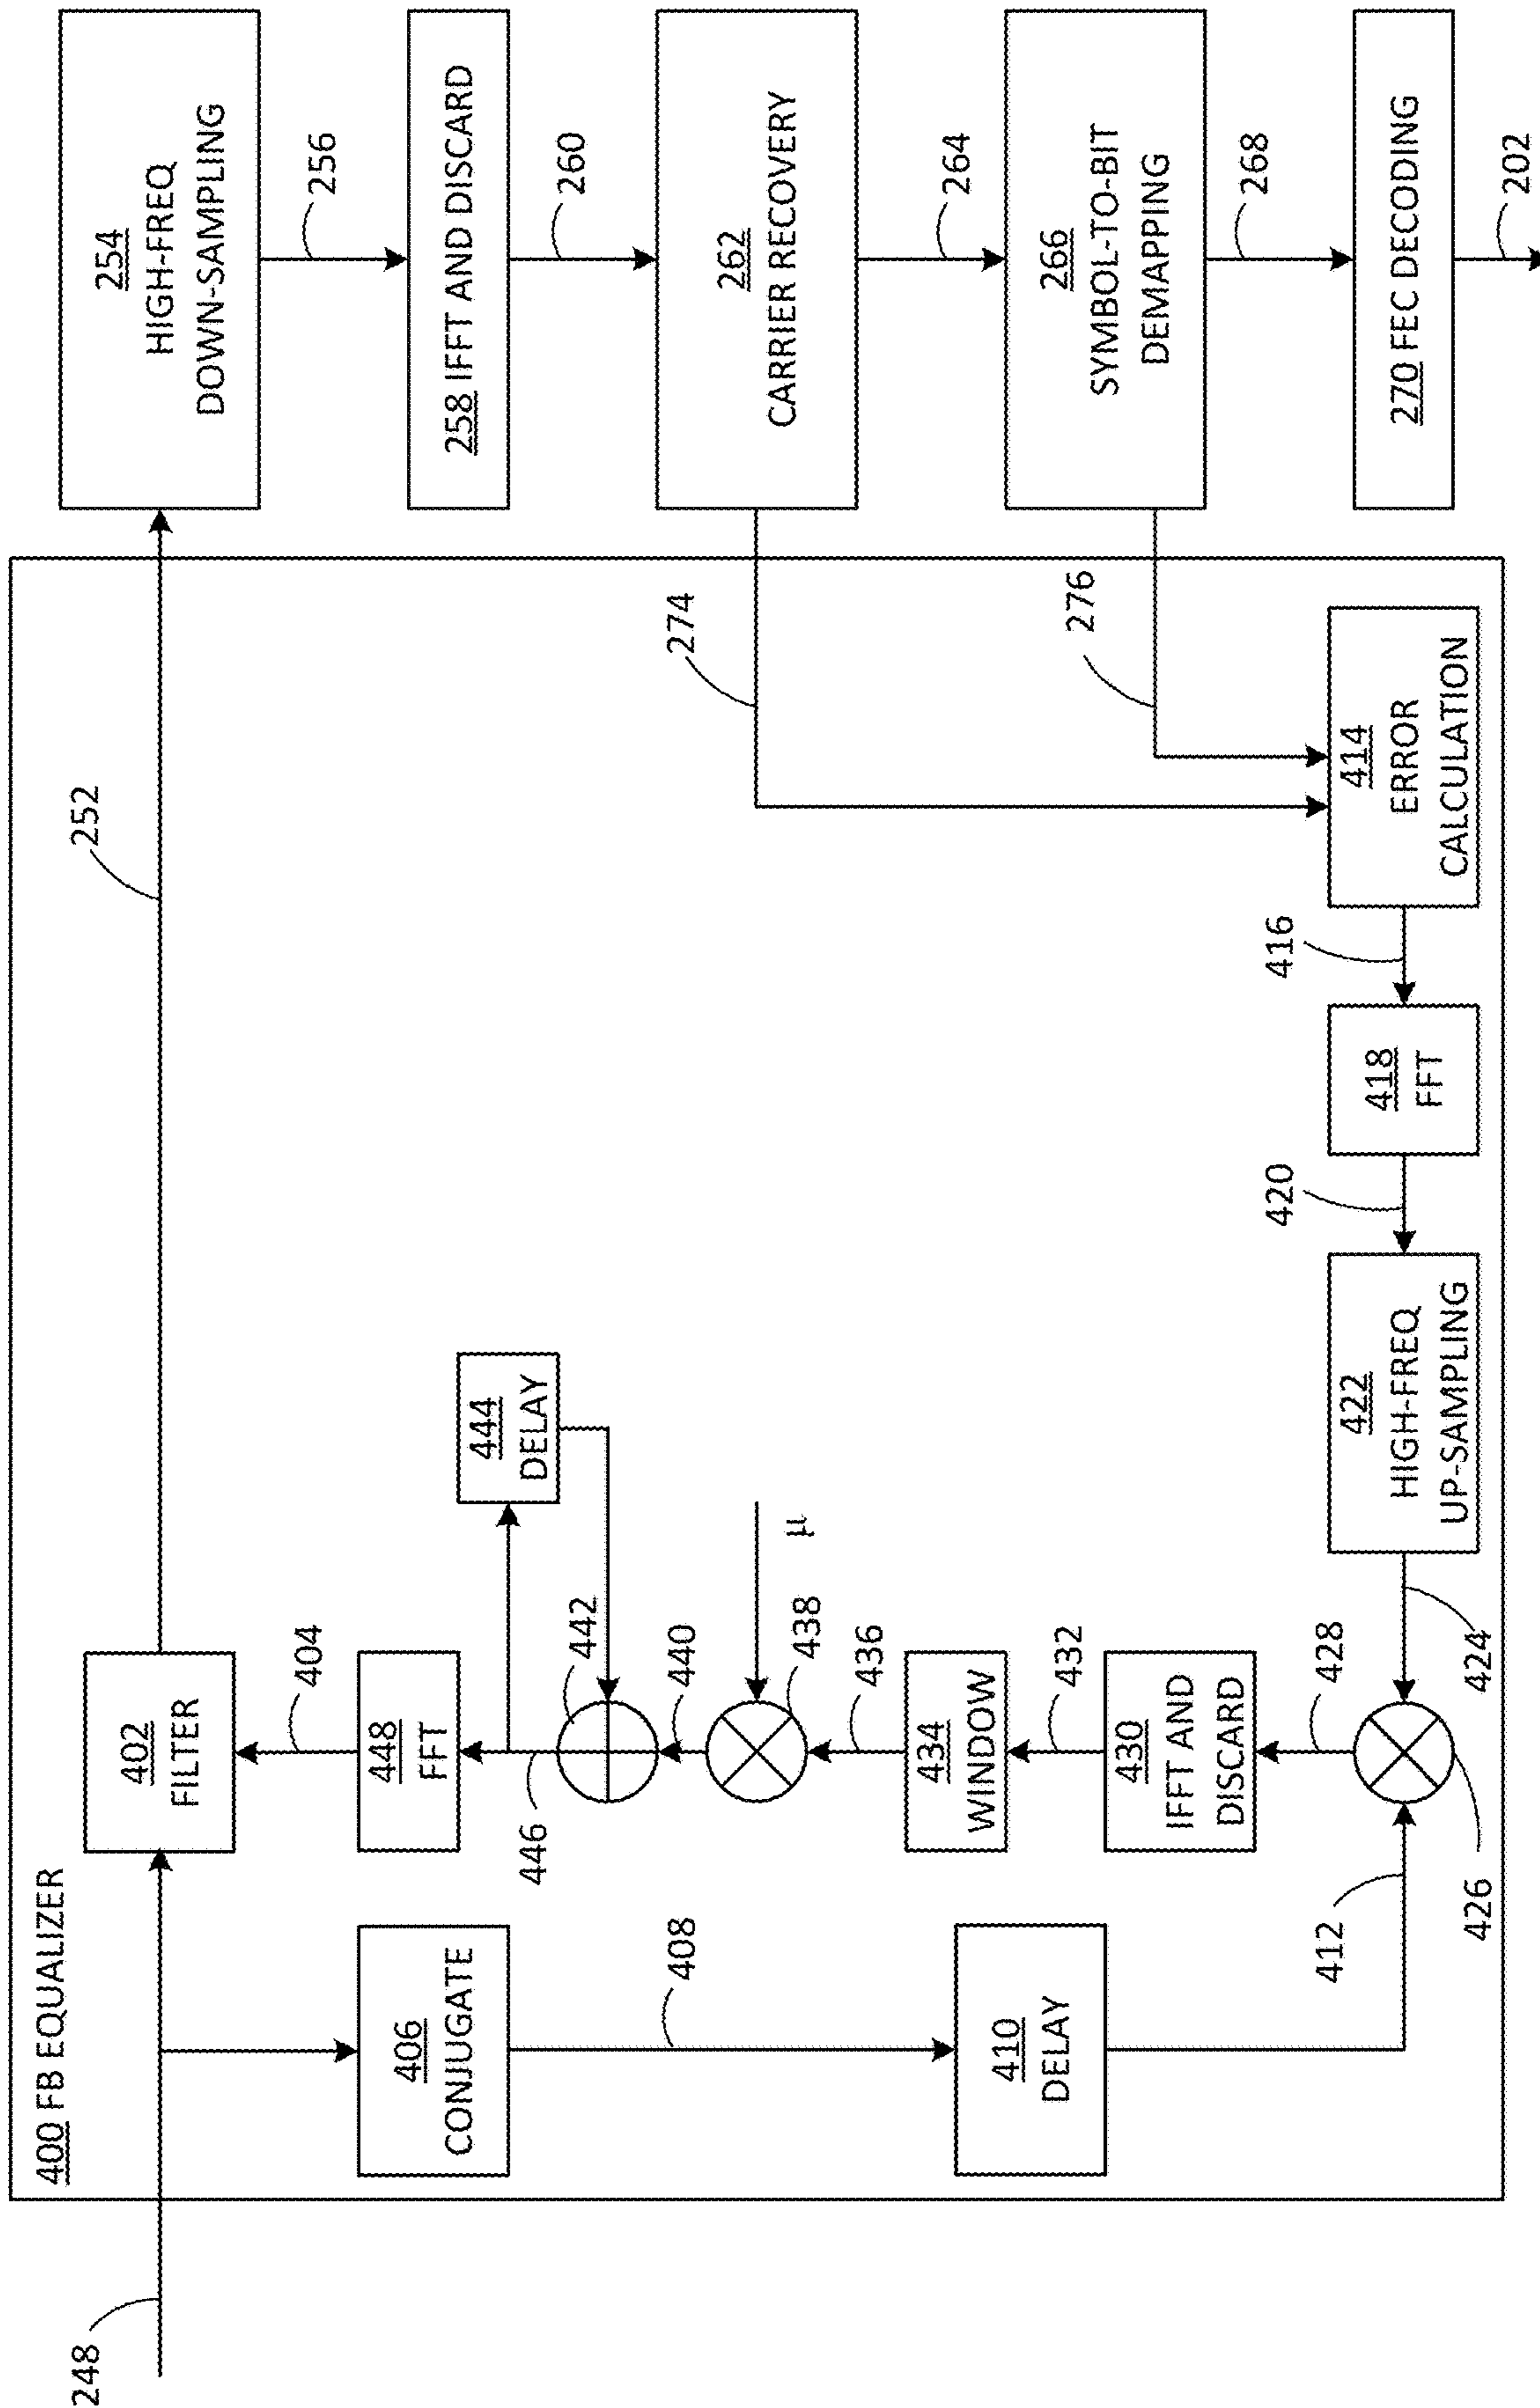 248
400 FB EQUALIZER
402
FILTER
252
254
HIGH-FREQ
DOWN-SAMPLING
256
258 IFFT AND DISCARD
260
262
CARRIER RECOVERY
264
266
SYMBOL-TO-BIT
DEMAPPING
268
270 FEC DECODING
202
274
276
404
448
FFT
444
DELAY
446
442
440
μ
438
436
434
WINDOW
432
430
IFFT AND
DISCARD
428
406
CONJUGATE
408
410
DELAY
412
426
424
422
HIGH-FREQ
UP-SAMPLING
420
418
FFT
416
414
ERROR
CALCULATION